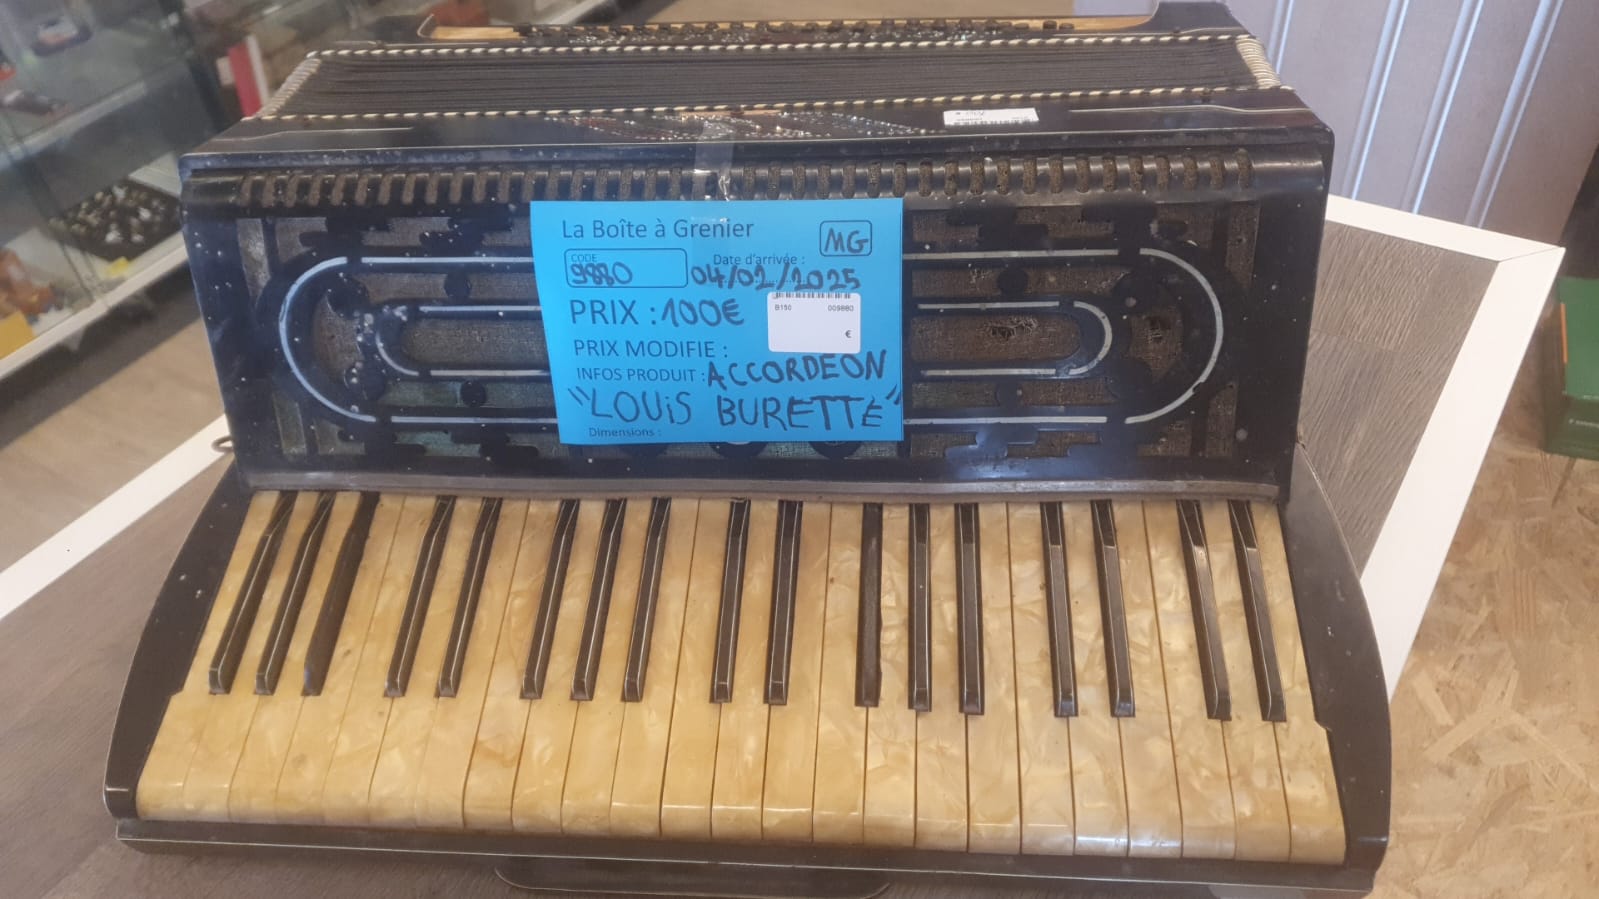 La Boîte à Grenier
MG
CODE
9880
Date d'arrivée :
04/02/2025
PRIX : 100€
B150 009880
€
PRIX MODIFIE :
INFOS PRODUIT : ACCORDEON
"LOUiS BURETTE"
Dimensions :